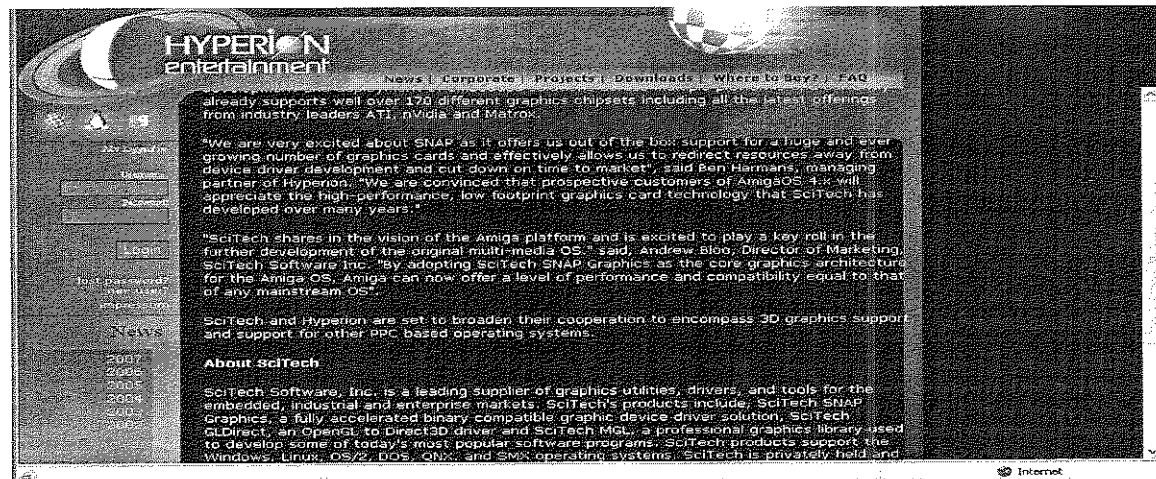 HYPERION
entertainment
News | Corporate | Projects | Downloads | Where to Buy? | FAQ
already supports well over 170 different graphics chipsets including all the latest offerings
from industry leaders ATI, nVidia and Matrox.
"We are very excited about SNAP as it offers us out of the box support for a huge and ever
growing number of graphics cards and effectively allows us to redirect resources away from
device driver development and cut down on time to market", said Ben Hermans, managing
partner of Hyperion. "We are convinced that prospective customers of AmigaOS 4.x will
appreciate the high-performance, low footprint graphics card technology that SciTech has
developed over many years."
"SciTech shares in the vision of the Amiga platform and is excited to play a key roll in the
further development of the original multi-media OS." said, Andrew Bloo, Director of Marketing,
SciTech Software Inc. "By adopting SciTech SNAP Graphics as the core graphics architecture
for the Amiga OS, Amiga can now offer a level of performance and compatibility equal to that
of any mainstream OS".
SciTech and Hyperion are set to broaden their cooperation to encompass 3D graphics support
and support for other PPC based operating systems.
About SciTech
SciTech Software, Inc. is a leading supplier of graphics utilities, drivers, and tools for the
embedded, industrial and enterprise markets. SciTech's products include, SciTech SNAP
Graphics, a fully accelerated binary compatible graphic device driver solution, SciTech
GLDirect, an OpenGL to Direct3D driver and SciTech MGL, a professional graphics library used
to develop some of today's most popular software programs. SciTech products support the
Windows, Linux, OS/2, DOS, QNX, and SMX operating systems. SciTech is privately held and
Username
Password
Login
lost password?
new user?
News
2007
2006
2005
2004
2003
Internet